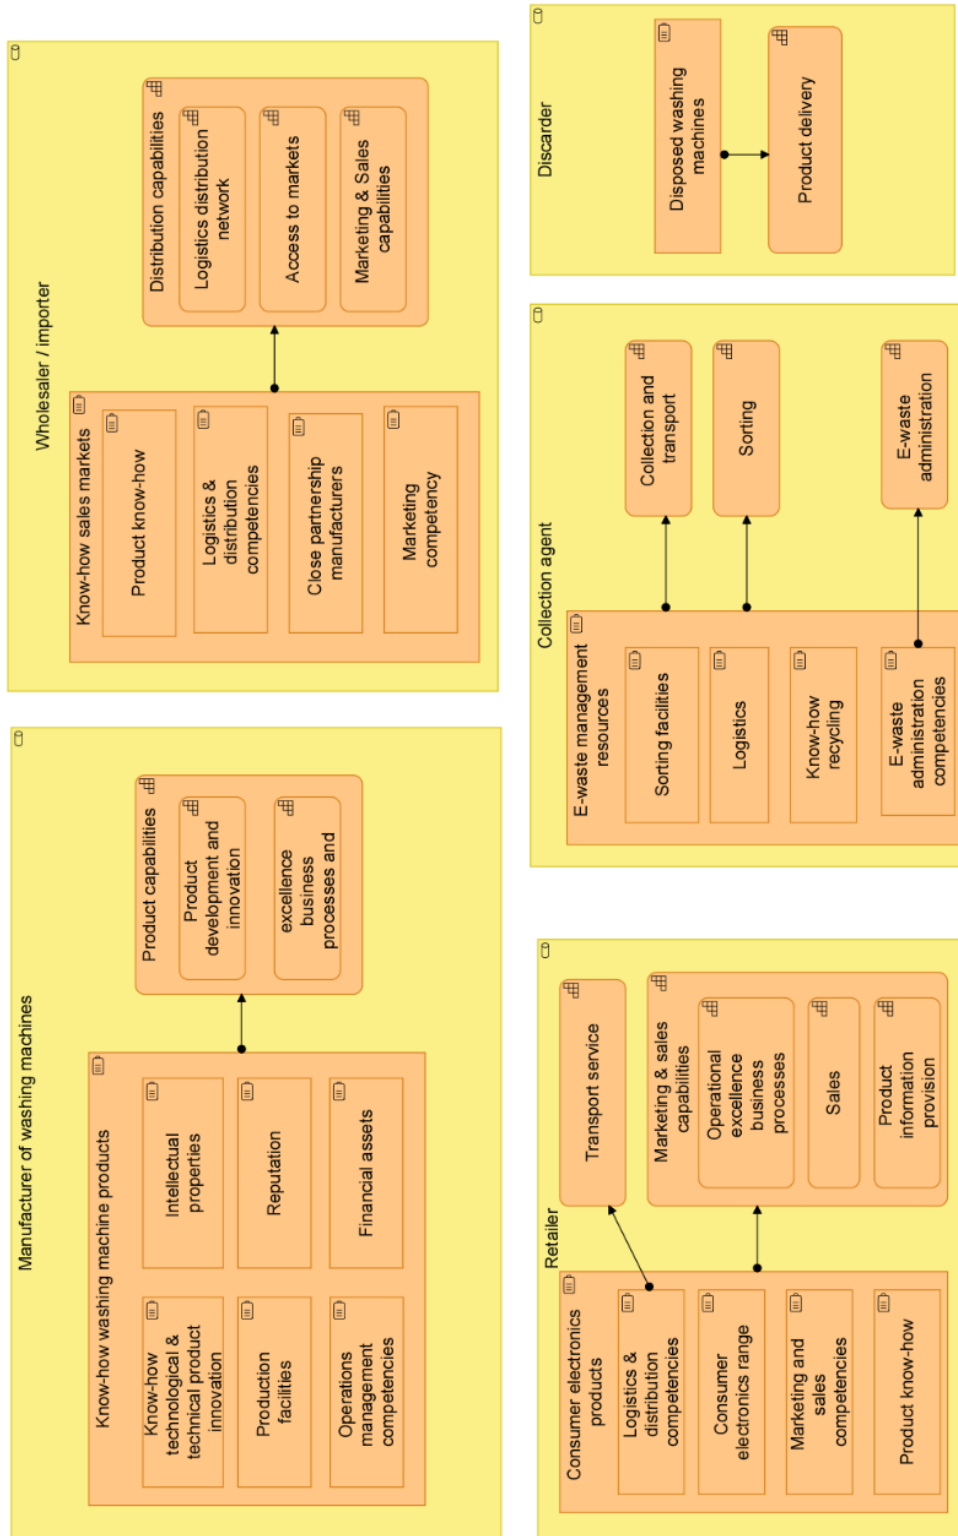 Manufacturer of washing machines
Know-how washing machine products
Know-how
technological &
technical product
innovation
Intellectual
properties
Production
facilities
Reputation
Operations
management
competencies
Financial assets
Product capabilities
Product
development and
innovation
excellence
business
processes and
Wholesaler / importer
Know-how sales markets
Product know-how
Logistics &
distribution
competencies
Close partnership
manufacturers
Marketing
competency
Distribution capabilities
Logistics distribution
network
Access to markets
Marketing & Sales
capabilities
Retailer
Consumer electronics
products
Logistics &
distribution
competencies
Consumer
electronics range
Marketing and
sales
competencies
Product know-how
Transport service
Marketing & sales
capabilities
Operational
excellence
business
processes
Sales
Product
information
provision
Collection agent
E-waste management
resources
Sorting facilities
Logistics
Know-how
recycling
E-waste
administration
competencies
Collection and
transport
Sorting
E-waste
administration
Discarder
Disposed washing
machines
Product delivery